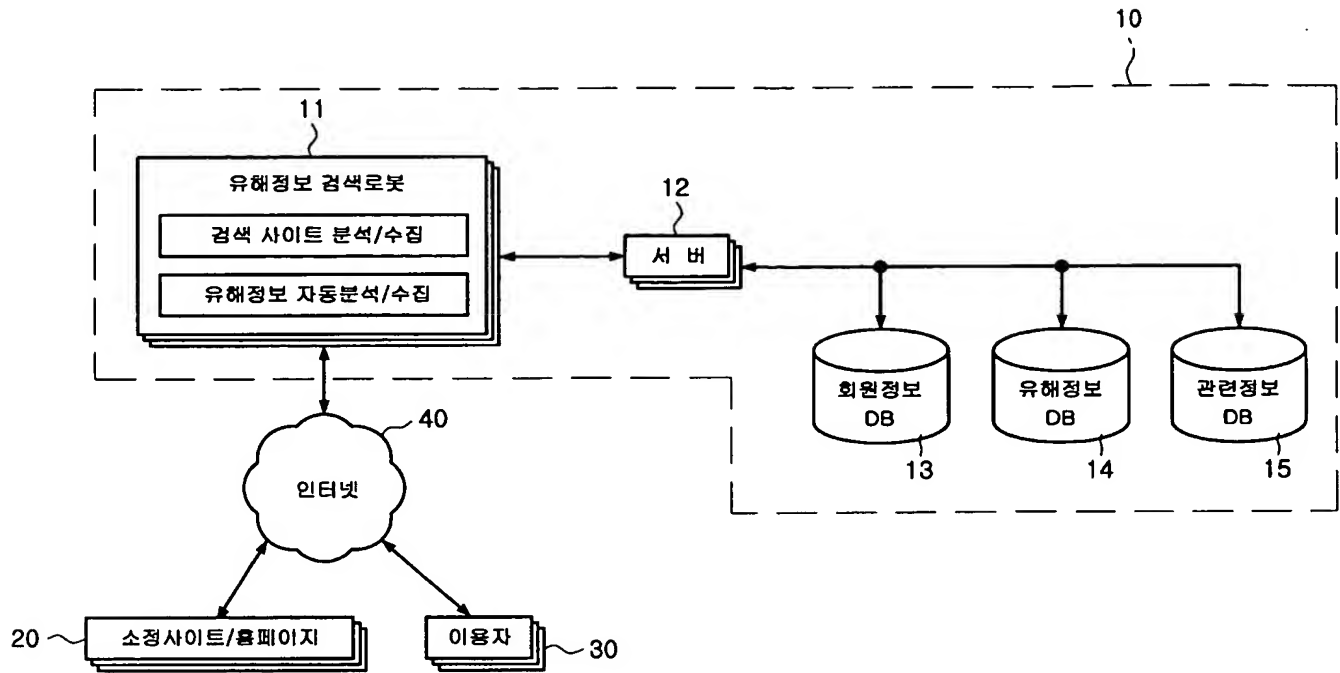 10
11
유해정보 검색로봇
검색 사이트 분석/수집
유해정보 자동분석/수집
12
서 버
회원정보
DB
13
유해정보
DB
14
관련정보
DB
15
40
인터넷
20
소정사이트/홈페이지
이용자
30